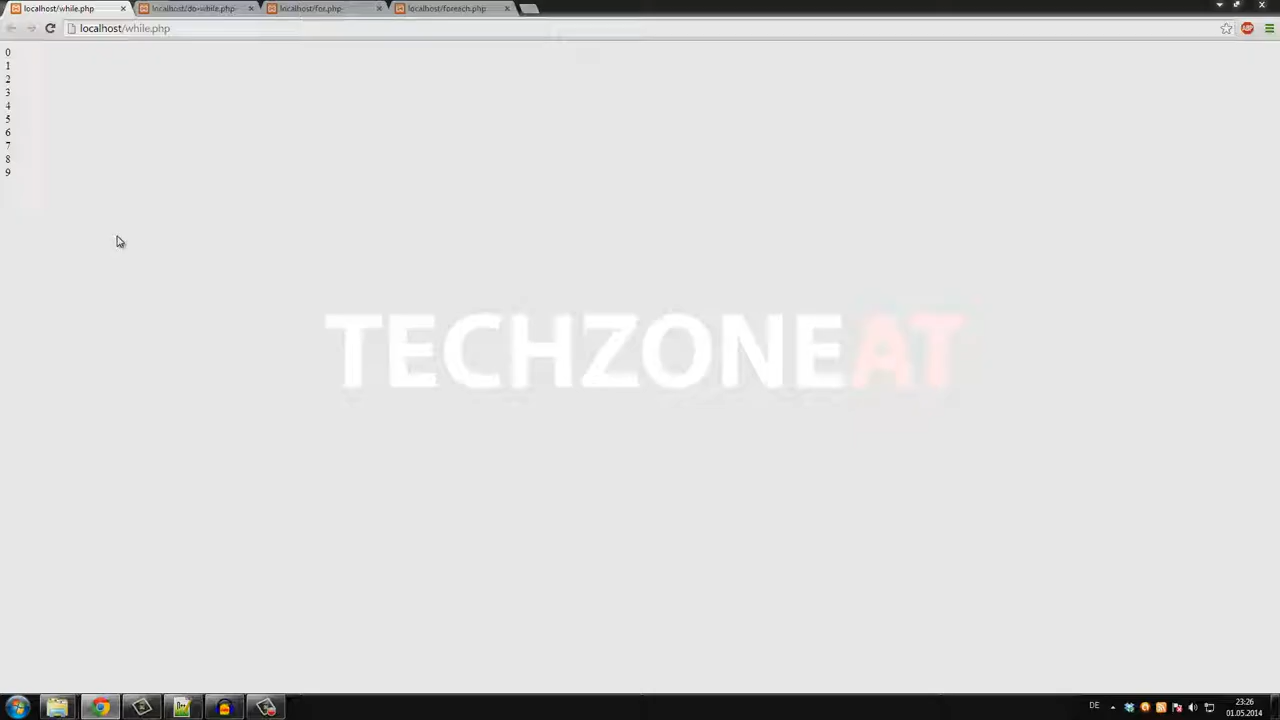 localhost/while.php
localhost/do-while.php
localhost/for.php
localhost/foreach.php
localhost/while.php
ABP
0
1
2
3
4
5
6
7
8
9
TECHZONEAT
DE
23:26
01.05.2014